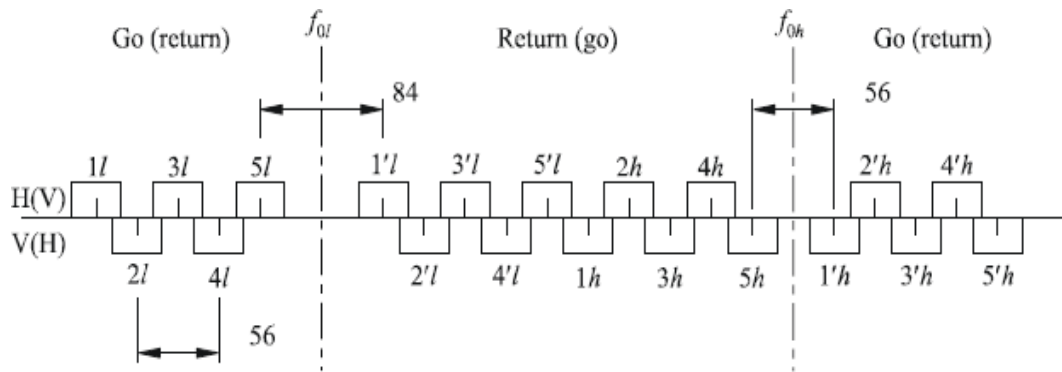 Go (return) f0l Return (go) f0h Go (return)
84 56
1l 3l 5l 1'l 3'l 5'l 2h 4h 2'h 4'h
H(V)
V(H)
2l 4l 2'l 4'l 1h 3h 5h 1'h 3'h 5'h
56